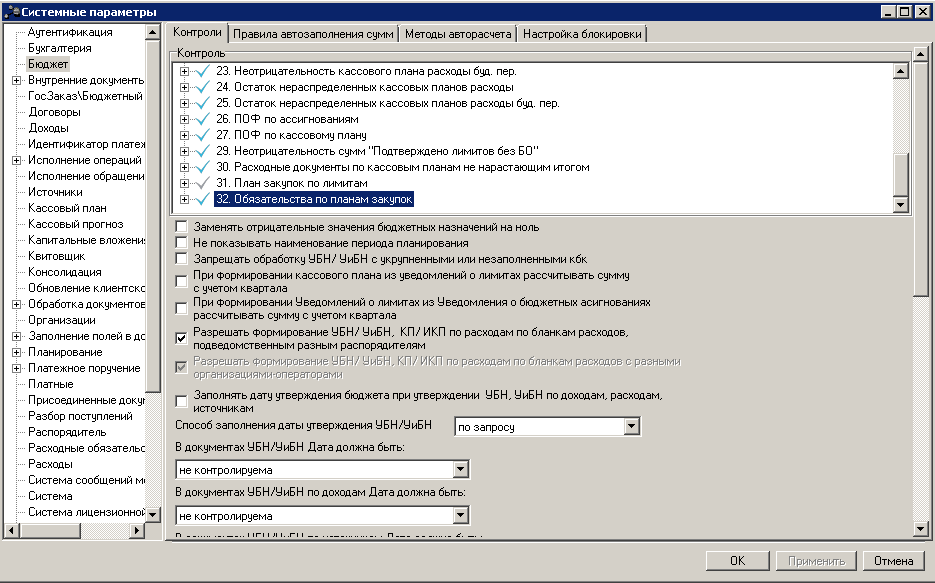 Системные параметры
Аутентификация
Бухгалтерия
Бюджет
Внутренние документы
ГосЗаказ\Бюджетный
Договоры
Доходы
Идентификатор платеж
Исполнение операций
Исполнение обращени
Источники
Кассовый план
Кассовый прогноз
Капитальные вложени
Квитовщик
Консолидация
Обновление клиентско
Обработка документов
Организации
Заполнение полей в до
Планирование
Платежное поручение
Платные
Присоединенные доку
Разбор поступлений
Распорядитель
Расходные обязательс
Расходы
Система сообщений м
Система
Система лицензионной
Контроли
Правила автозаполнения сумм
Методы авторасчета
Настройка блокировки
Контроль
23. Неотрицательность кассового плана расходы буд. пер.
24. Остаток нераспределенных кассовых планов расходы
25. Остаток нераспределенных кассовых планов расходы буд. пер.
26. ПОФ по ассигнованиям
27. ПОФ по кассовому плану
29. Неотрицательность сумм "Подтверждено лимитов без БО"
30. Расходные документы по кассовым планам не нарастающим итогом
31. План закупок по лимитам
32. Обязательства по планам закупок
Заменять отрицательные значения бюджетных назначений на ноль
Не показывать наименование периода планирования
Запрещать обработку УБН/ УиБН с укрупненными или незаполненными кбк
При формировании кассового плана из уведомлений о лимитах рассчитывать сумму
с учетом квартала
При формировании Уведомлений о лимитах из Уведомления о бюджетных асигнованиях
рассчитывать сумму с учетом квартала
Разрешать формирование УБН/ УиБН, КП/ ИКП по расходам по бланкам расходов,
подведомственным разным распорядителям
Разрешать формирование УБН/ УиБН, КП/ ИКП по расходам по бланкам расходов с разными
организациями-операторами
Заполнять дату утверждения бюджета при утверждении УБН, УиБН по доходам, расходам,
источникам
Способ заполнения даты утверждения УБН/УиБН
по запросу
В документах УБН/УиБН Дата должна быть:
не контролируема
В документах УБН/УиБН по доходам Дата должна быть:
не контролируема
OK
Применить
Отмена